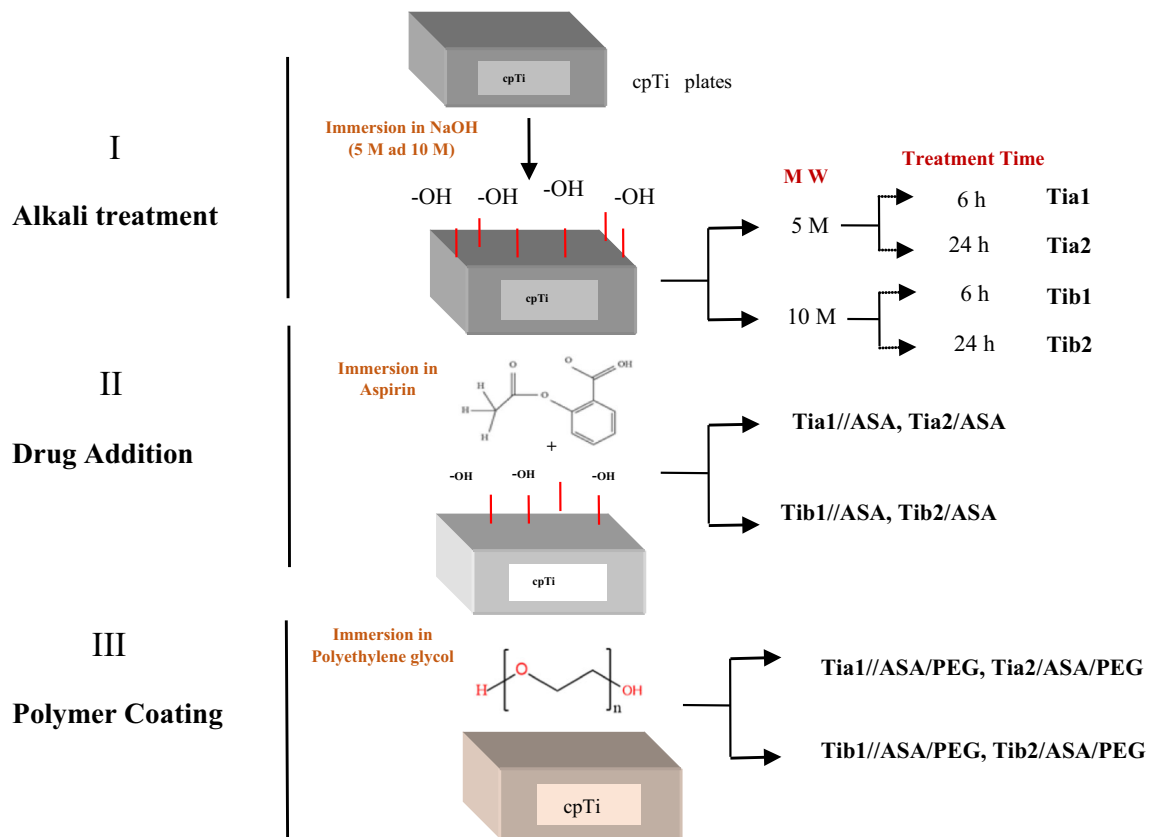 cpTi
cpTi plates
I
Alkali treatment
Immersion in NaOH
(5 M ad 10 M)
-OH -OH -OH -OH
cpTi
M W
Treatment Time
5 M
6 h Tia1
24 h Tia2
10 M
6 h Tib1
24 h Tib2
II
Drug Addition
Immersion in
Aspirin
O
O
OH
H
H
H
O
+
-OH -OH -OH
cpTi
Tia1//ASA, Tia2/ASA
Tib1//ASA, Tib2/ASA
III
Polymer Coating
Immersion in
Polyethylene glycol
H O OH
n
cpTi
Tia1//ASA/PEG, Tia2/ASA/PEG
Tib1//ASA/PEG, Tib2/ASA/PEG